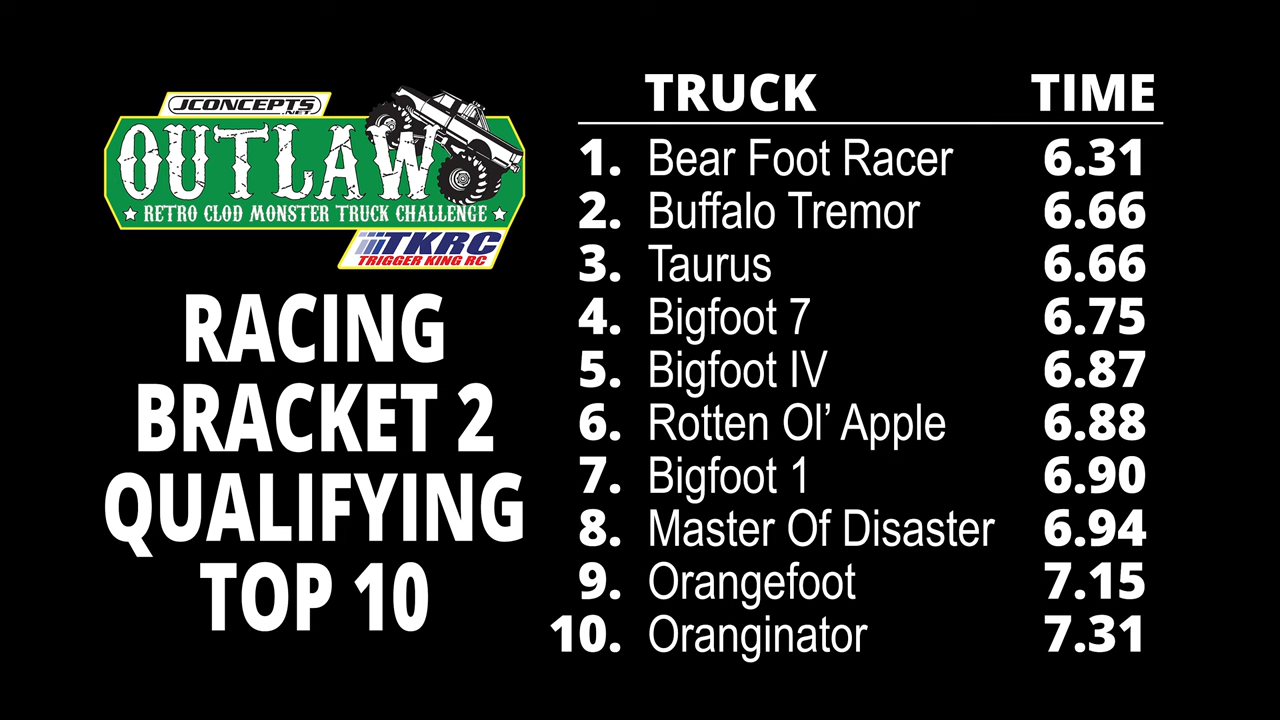 JCONCEPTS
.NET
OUTLAW
RETRO CLOD MONSTER TRUCK CHALLENGE
TKRC
TRIGGER KING RC
RACING
BRACKET 2
QUALIFYING
TOP 10
TRUCK TIME
1. Bear Foot Racer 6.31
2. Buffalo Tremor 6.66
3. Taurus 6.66
4. Bigfoot 7 6.75
5. Bigfoot IV 6.87
6. Rotten Ol’ Apple 6.88
7. Bigfoot 1 6.90
8. Master Of Disaster 6.94
9. Orangefoot 7.15
10. Oranginator 7.31